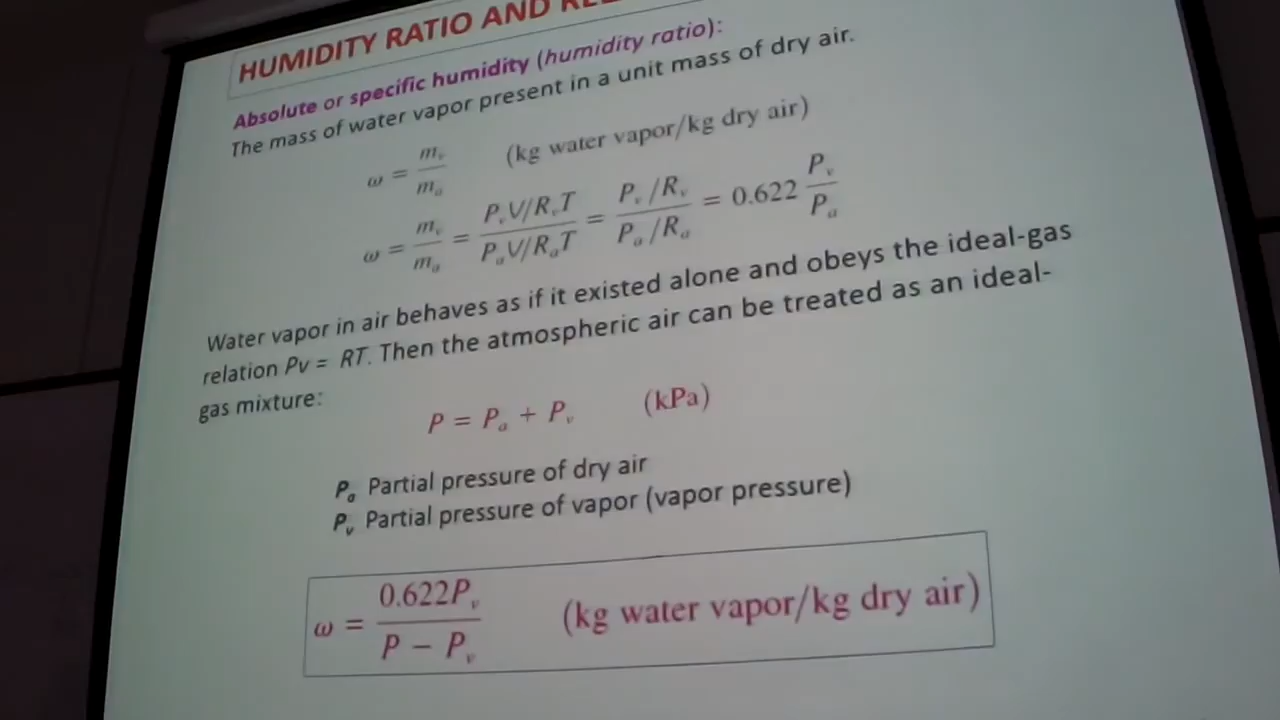 HUMIDITY RATIO AND
Absolute or specific humidity (humidity ratio):
The mass of water vapor present in a unit mass of dry air.
ω = m_v / m_a (kg water vapor/kg dry air)
ω = m_v / m_a = P_v V/R_v T / P_a V/R_a T = P_v/R_v / P_a/R_a = 0.622 P_v / P_a
Water vapor in air behaves as if it existed alone and obeys the ideal-gas
relation Pv = RT. Then the atmospheric air can be treated as an ideal-
gas mixture:
P = P_a + P_v (kPa)
P_a Partial pressure of dry air
P_v Partial pressure of vapor (vapor pressure)
ω = 0.622P_v / P − P_v (kg water vapor/kg dry air)